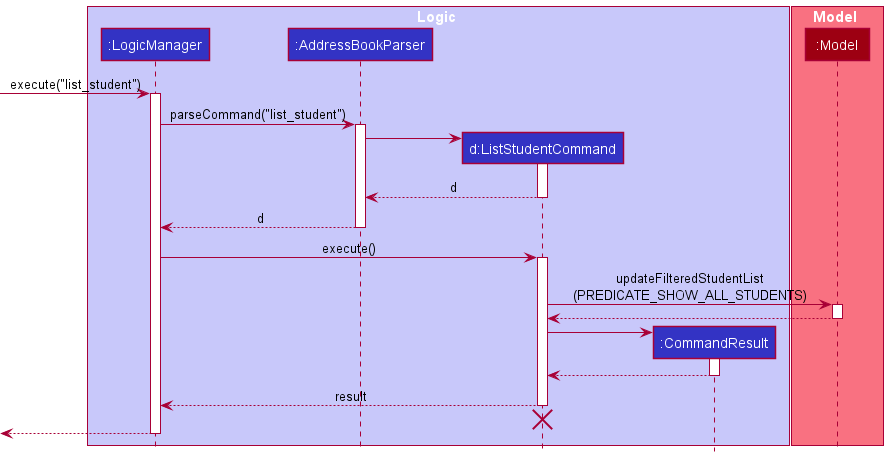 Logic
Model
:LogicManager
:AddressBookParser
:Model
execute("list_student")
parseCommand("list_student")
d:ListStudentCommand
d
d
execute()
updateFilteredStudentList
(PREDICATE_SHOW_ALL_STUDENTS)
:CommandResult
result